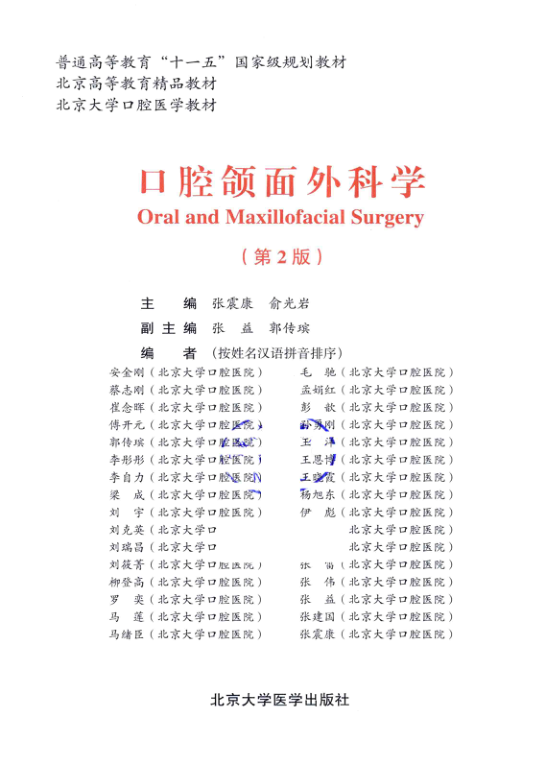 普通高等教育“十一五”国家级规划教材
北京高等教育精品教材
北京大学口腔医学教材
口腔颌面外科学
Oral and Maxillofacial Surgery
（第2版）
主 编 张震康 俞光岩
副主编 张 益 郭传瑸
编 者 （按姓名汉语拼音排序）
安金刚（北京大学口腔医院） 毛 驰（北京大学口腔医院）
蔡志刚（北京大学口腔医院） 孟娟红（北京大学口腔医院）
崔念晖（北京大学口腔医院） 彭 歆（北京大学口腔医院）
傅开元（北京大学口腔医院） 孙勇刚（北京大学口腔医院）
郭传瑸（北京大学口腔医院） 王 洋（北京大学口腔医院）
李彤彤（北京大学口腔医院） 王恩博（北京大学口腔医院）
李自力（北京大学口腔医院） 王晓霞（北京大学口腔医院）
梁 成（北京大学口腔医院） 杨旭东（北京大学口腔医院）
刘 宇（北京大学口腔医院） 伊 彪（北京大学口腔医院）
刘克英（北京大学口 北京大学口腔医院）
刘瑞昌（北京大学口 北京大学口腔医院）
刘筱菁（北京大学口腔医院） 张 （北京大学口腔医院）
柳登高（北京大学口腔医院） 张 伟（北京大学口腔医院）
罗 奕（北京大学口腔医院） 张 益（北京大学口腔医院）
马 莲（北京大学口腔医院） 张建国（北京大学口腔医院）
马绪臣（北京大学口腔医院） 张震康（北京大学口腔医院）
北京大学医学出版社